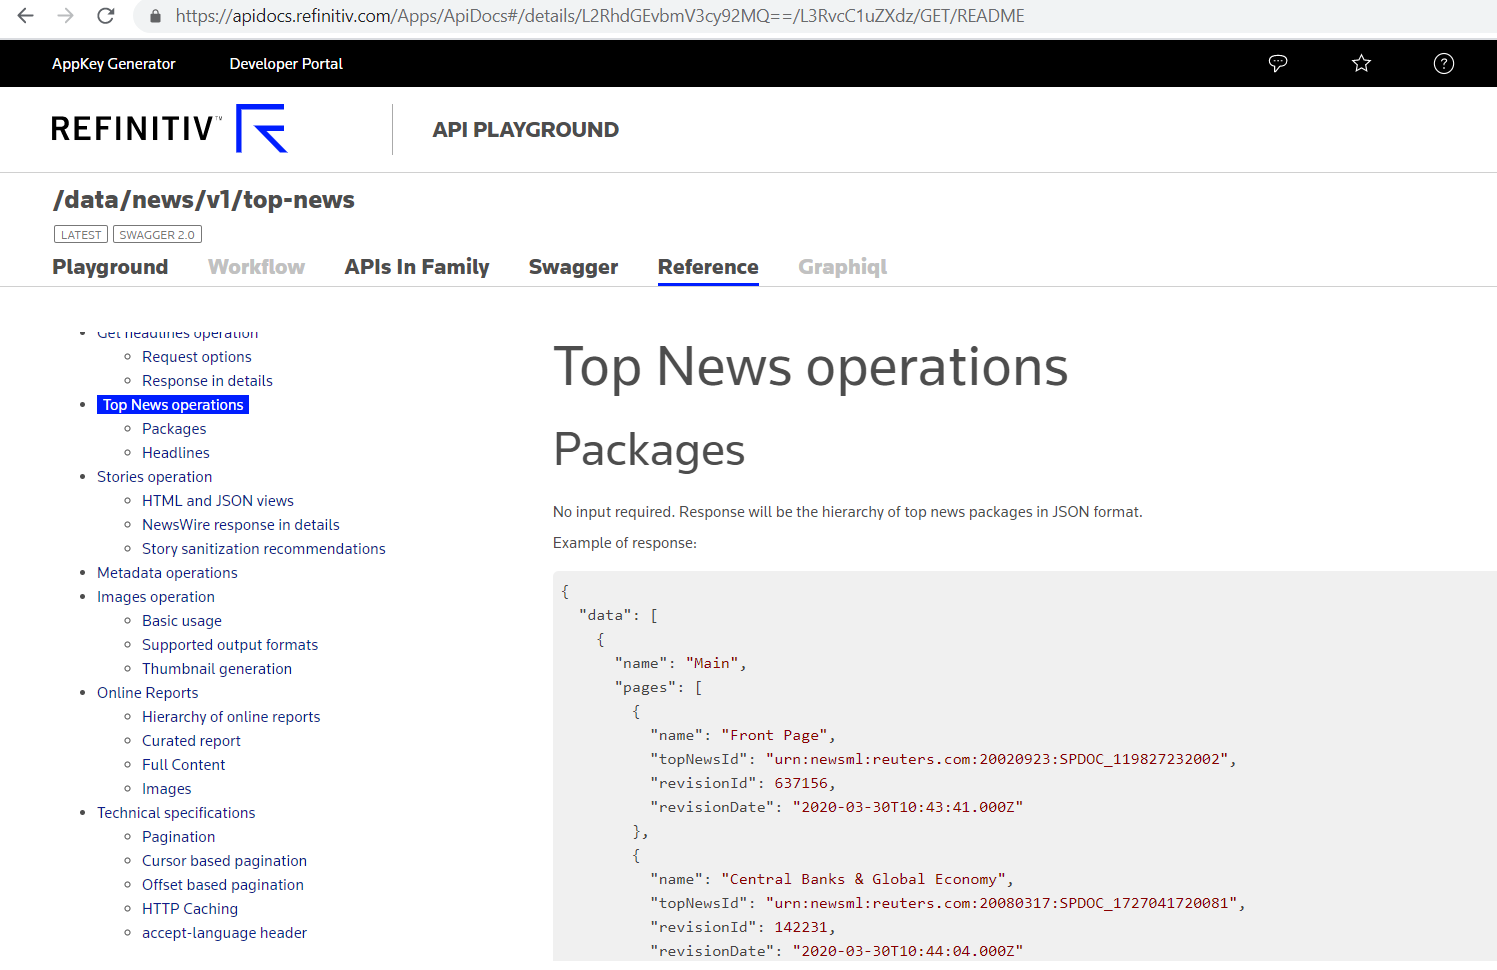 https://apidocs.refinitiv.com/Apps/ApiDocs#/details/L2RhdGEvbmV3cy92MQ==/L3RvcC1uZXdz/GET/README
AppKey Generator Developer Portal
REFINITIV™ API PLAYGROUND
/data/news/v1/top-news
LATEST SWAGGER 2.0
Playground Workflow APIs In Family Swagger Reference Graphiql
Get headlines operation
Request options
Response in details
Top News operations
Packages
Headlines
Stories operation
HTML and JSON views
NewsWire response in details
Story sanitization recommendations
Metadata operations
Images operation
Basic usage
Supported output formats
Thumbnail generation
Online Reports
Hierarchy of online reports
Curated report
Full Content
Images
Technical specifications
Pagination
Cursor based pagination
Offset based pagination
HTTP Caching
accept-language header
Top News operations
Packages
No input required. Response will be the hierarchy of top news packages in JSON format.
Example of response:
{
"data": [
{
"name": "Main",
"pages": [
{
"name": "Front Page",
"topNewsId": "urn:newsml:reuters.com:20020923:SPDOC_119827232002",
"revisionId": 637156,
"revisionDate": "2020-03-30T10:43:41.000Z"
},
{
"name": "Central Banks & Global Economy",
"topNewsId": "urn:newsml:reuters.com:20080317:SPDOC_1727041720081",
"revisionId": 142231,
"revisionDate": "2020-03-30T10:44:04.000Z"